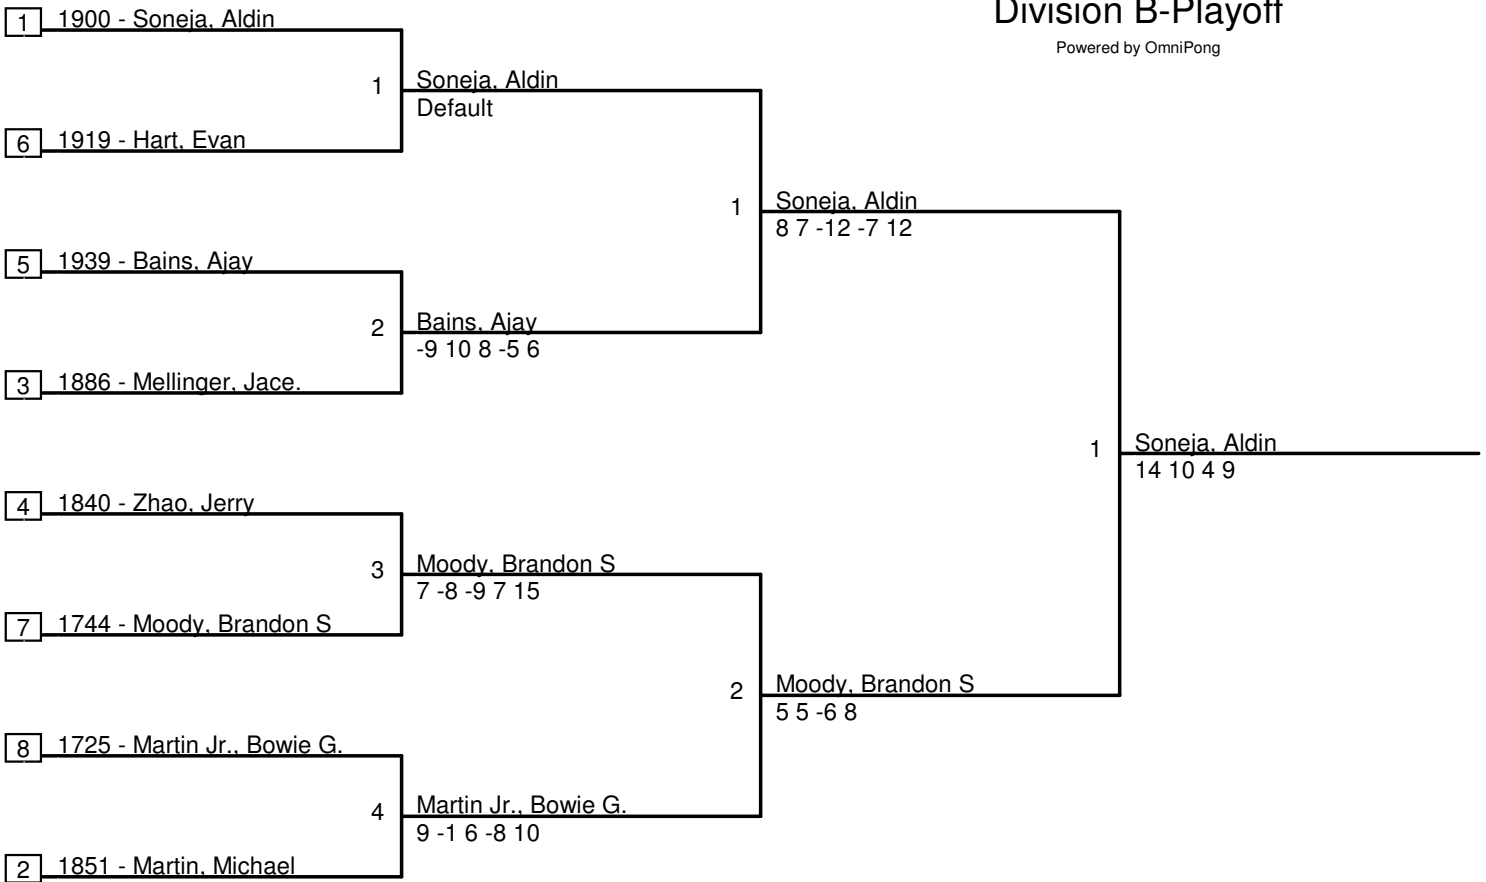 Division B-Playoff
Powered by OmniPong
1 1900 - Soneja, Aldin
1 Soneja, Aldin
Default
6 1919 - Hart, Evan
1 Soneja, Aldin
8 7 -12 -7 12
5 1939 - Bains, Ajay
2 Bains, Ajay
-9 10 8 -5 6
3 1886 - Mellinger, Jace.
1 Soneja, Aldin
14 10 4 9
4 1840 - Zhao, Jerry
3 Moody, Brandon S
7 -8 -9 7 15
7 1744 - Moody, Brandon S
2 Moody, Brandon S
5 5 -6 8
8 1725 - Martin Jr., Bowie G.
4 Martin Jr., Bowie G.
9 -1 6 -8 10
2 1851 - Martin, Michael